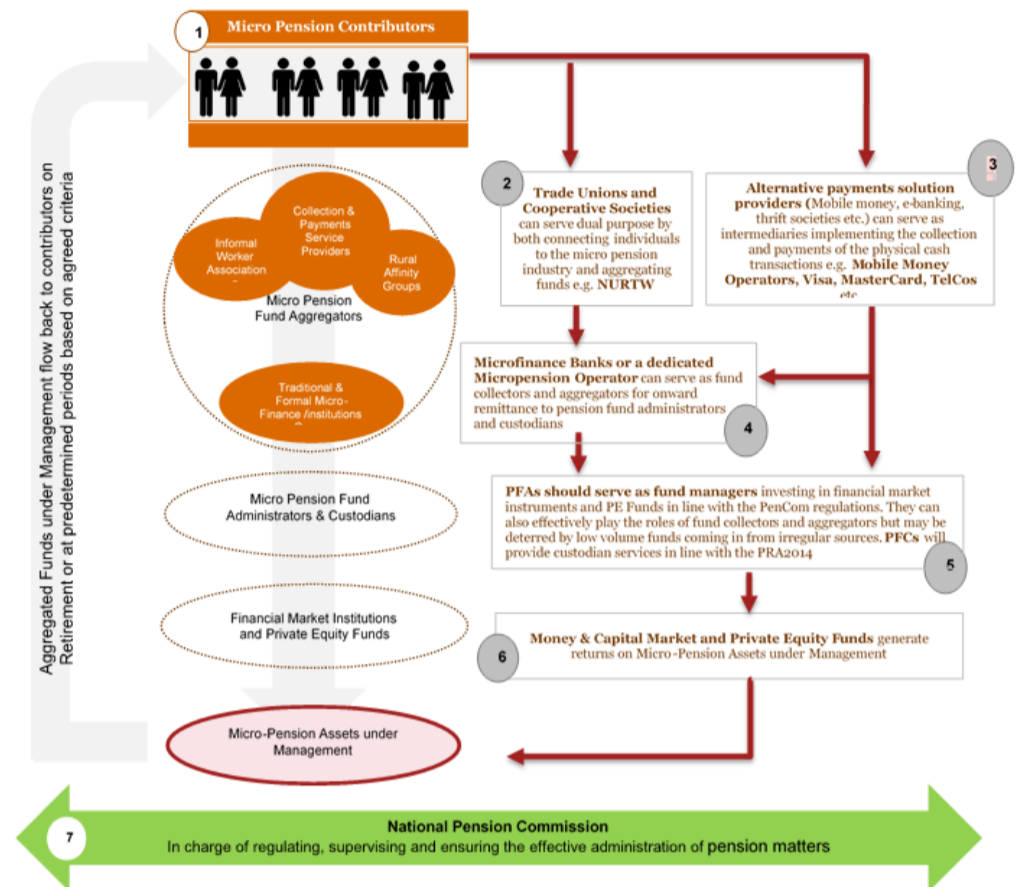 1
Micro Pension Contributors
Aggregated Funds under Management flow back to contributors on
Retirement or at predetermined periods based on agreed criteria
Collection &
Payments
Service
Providers
Informal
Worker
Association
Rural
Affinity
Groups
Micro Pension
Fund Aggregators
Traditional &
Formal Micro-
Finance /institutions
Micro Pension Fund
Administrators & Custodians
Financial Market Institutions
and Private Equity Funds
Micro-Pension Assets under
Management
2
Trade Unions and
Cooperative Societies
can serve dual purpose by
both connecting individuals
to the micro pension
industry and aggregating
funds e.g. NURTW
3
Alternative payments solution
providers (Mobile money, e-banking,
thrift societies etc.) can serve as
intermediaries implementing the collection
and payments of the physical cash
transactions e.g. Mobile Money
Operators, Visa, MasterCard, TelCos
etc
Microfinance Banks or a dedicated
Micropension Operator can serve as fund
collectors and aggregators for onward
remittance to pension fund administrators
and custodians
4
PFAs should serve as fund managers investing in financial market
instruments and PE Funds in line with the PenCom regulations. They can
also effectively play the roles of fund collectors and aggregators but may be
deterred by low volume funds coming in from irregular sources. PFCs will
provide custodian services in line with the PRA2014
5
Money & Capital Market and Private Equity Funds generate
returns on Micro-Pension Assets under Management
6
7
National Pension Commission
In charge of regulating, supervising and ensuring the effective administration of pension matters